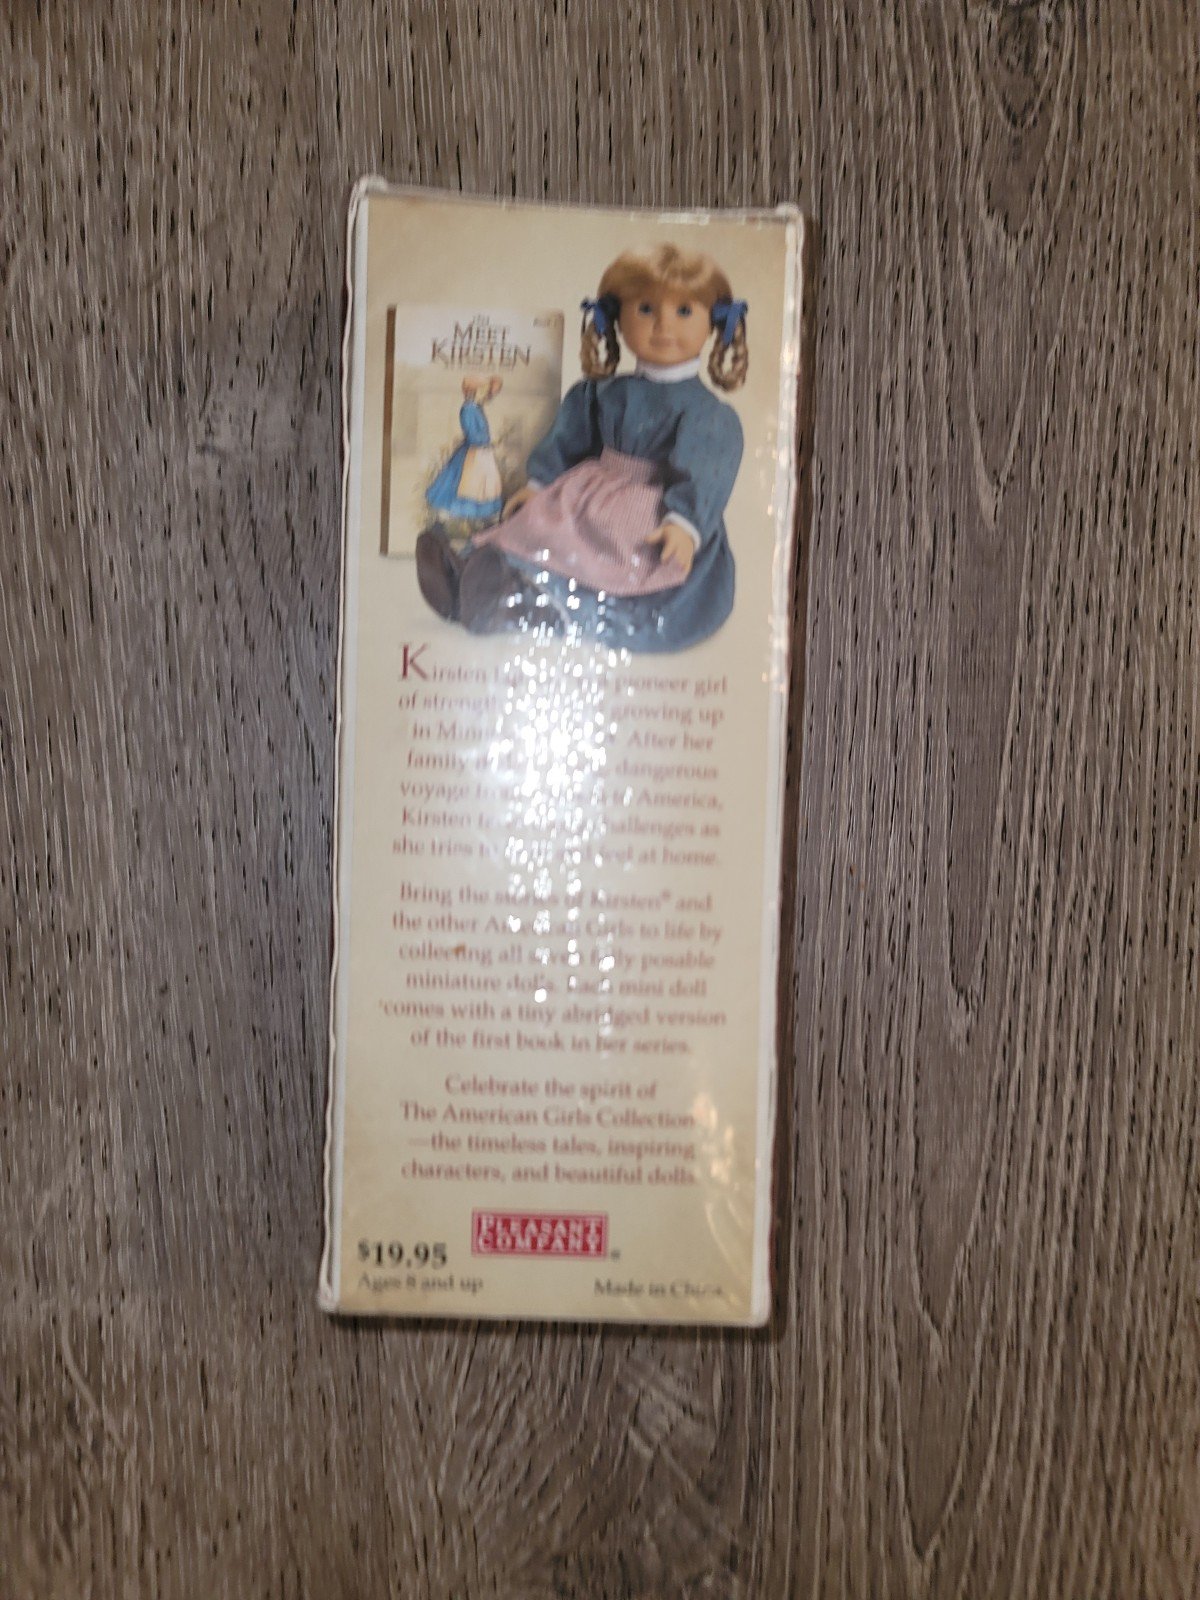 MEET
KIRSTEN
Kirsten pioneer girl
of growing up
in After her
family dangerous
voyage to America,
Kirsten challenges as
she tries to feel at home.
Bring the stories of Kirsten® and
the other American Girls to life by
collecting all seven fully posable
miniature dolls. Each mini doll
comes with a tiny abridged version
of the first book in her series.
Celebrate the spirit of
The American Girls Collection
—the timeless tales, inspiring
characters, and beautiful dolls.
PLEASANT
COMPANY
$19.95
Ages 8 and up
Made in China